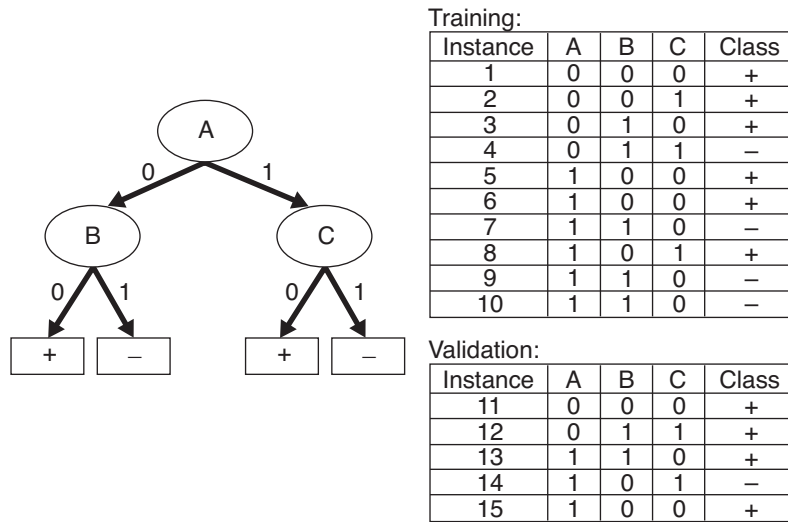 A
0 1
B C
0 1 0 1
+ – + –
Training:
Instance A B C Class
1 0 0 0 +
2 0 0 1 +
3 0 1 0 +
4 0 1 1 –
5 1 0 0 +
6 1 0 0 +
7 1 1 0 –
8 1 0 1 +
9 1 1 0 –
10 1 1 0 –
Validation:
Instance A B C Class
11 0 0 0 +
12 0 1 1 +
13 1 1 0 +
14 1 0 1 –
15 1 0 0 +